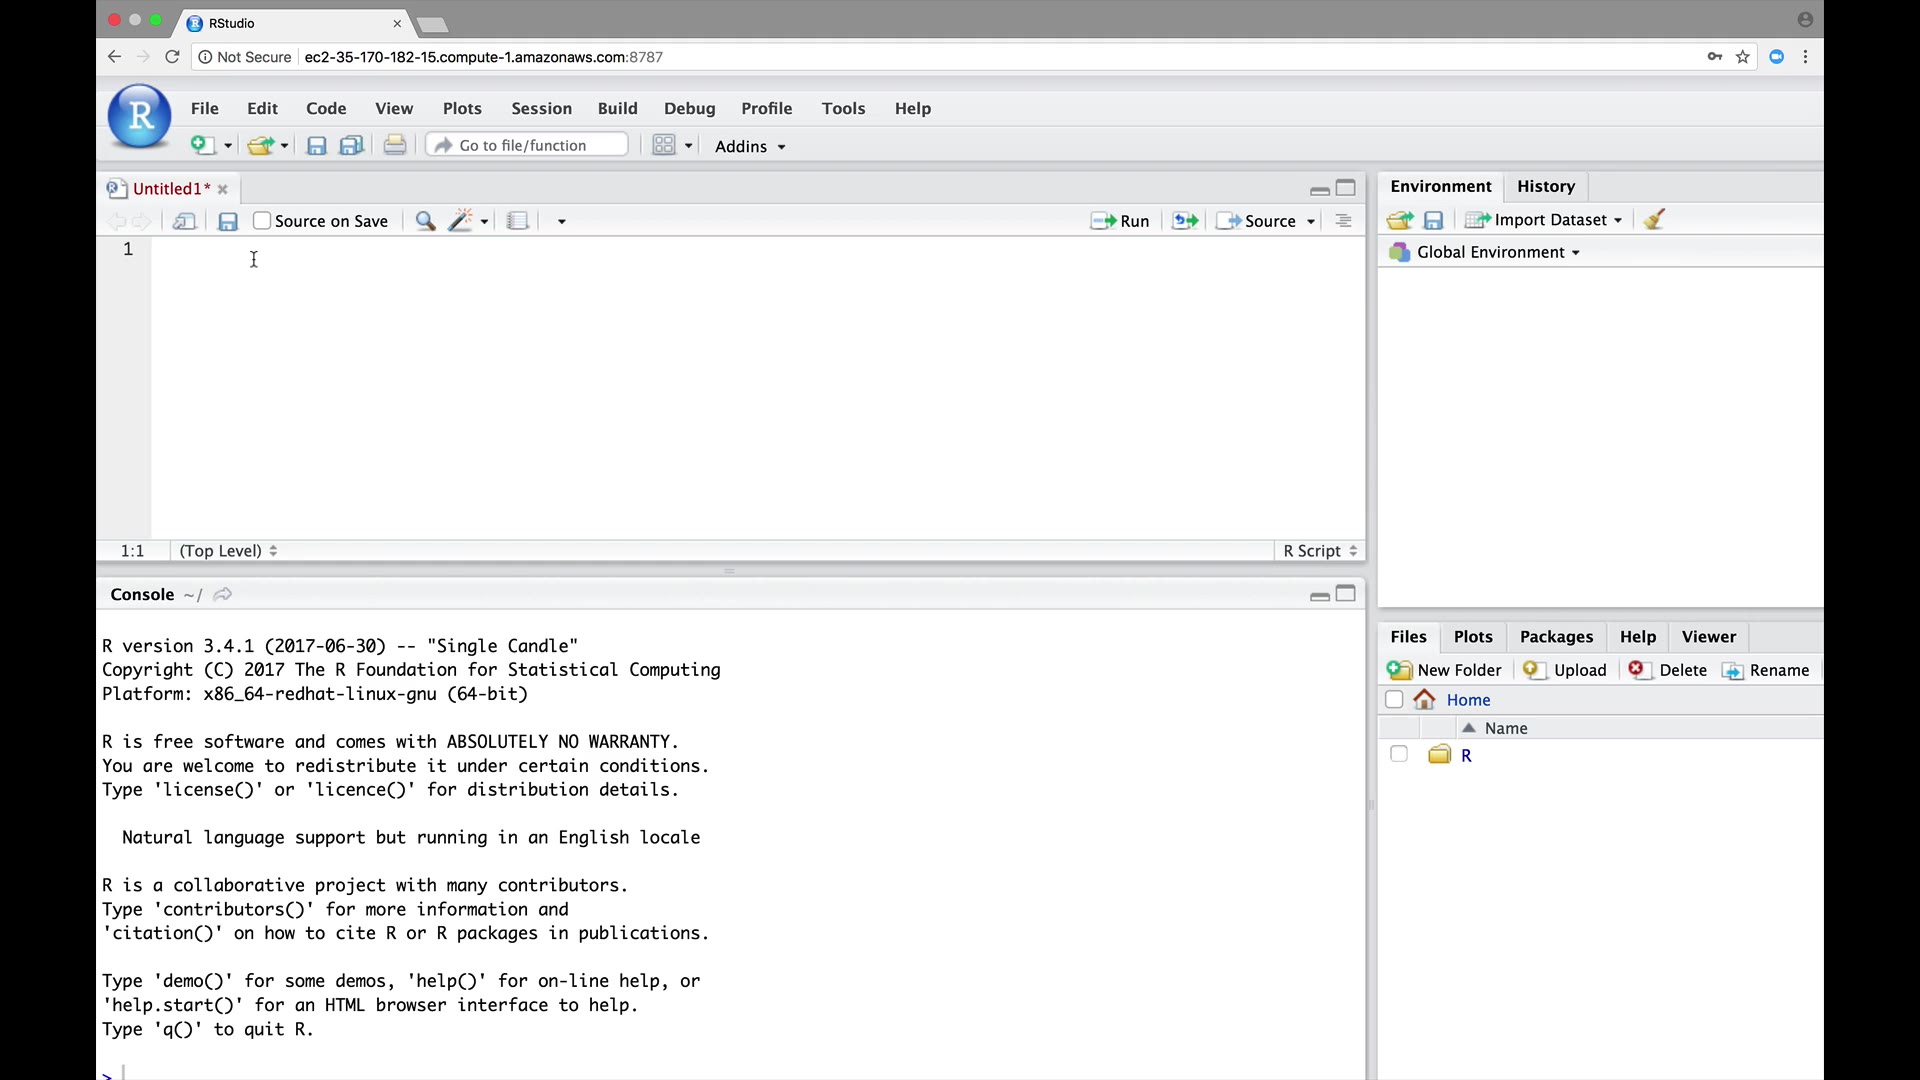 RStudio
Not Secure ec2-35-170-182-15.compute-1.amazonaws.com:8787
R File Edit Code View Plots Session Build Debug Profile Tools Help
Go to file/function Addins
Untitled1*
Source on Save Run Source
1
1:1 (Top Level) R Script
Console ~/
R version 3.4.1 (2017-06-30) -- "Single Candle"
Copyright (C) 2017 The R Foundation for Statistical Computing
Platform: x86_64-redhat-linux-gnu (64-bit)
R is free software and comes with ABSOLUTELY NO WARRANTY.
You are welcome to redistribute it under certain conditions.
Type 'license()' or 'licence()' for distribution details.
Natural language support but running in an English locale
R is a collaborative project with many contributors.
Type 'contributors()' for more information and
'citation()' on how to cite R or R packages in publications.
Type 'demo()' for some demos, 'help()' for on-line help, or
'help.start()' for an HTML browser interface to help.
Type 'q()' to quit R.
>
Environment History
Import Dataset
Global Environment
Files Plots Packages Help Viewer
New Folder Upload Delete Rename
Home
Name
R